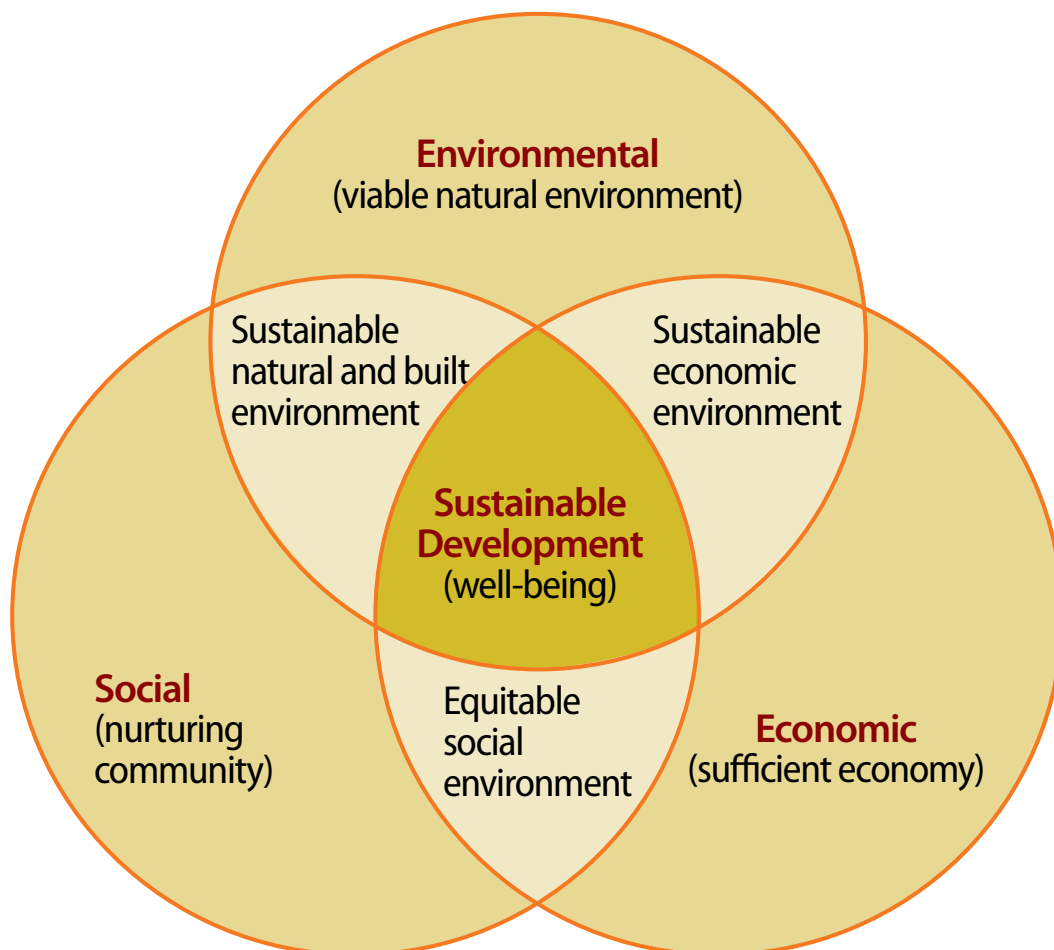 Environmental
(viable natural environment)
Sustainable
natural and built
environment
Sustainable
economic
environment
Sustainable
Development
(well-being)
Social
(nurturing
community)
Equitable
social
environment
Economic
(sufficient economy)